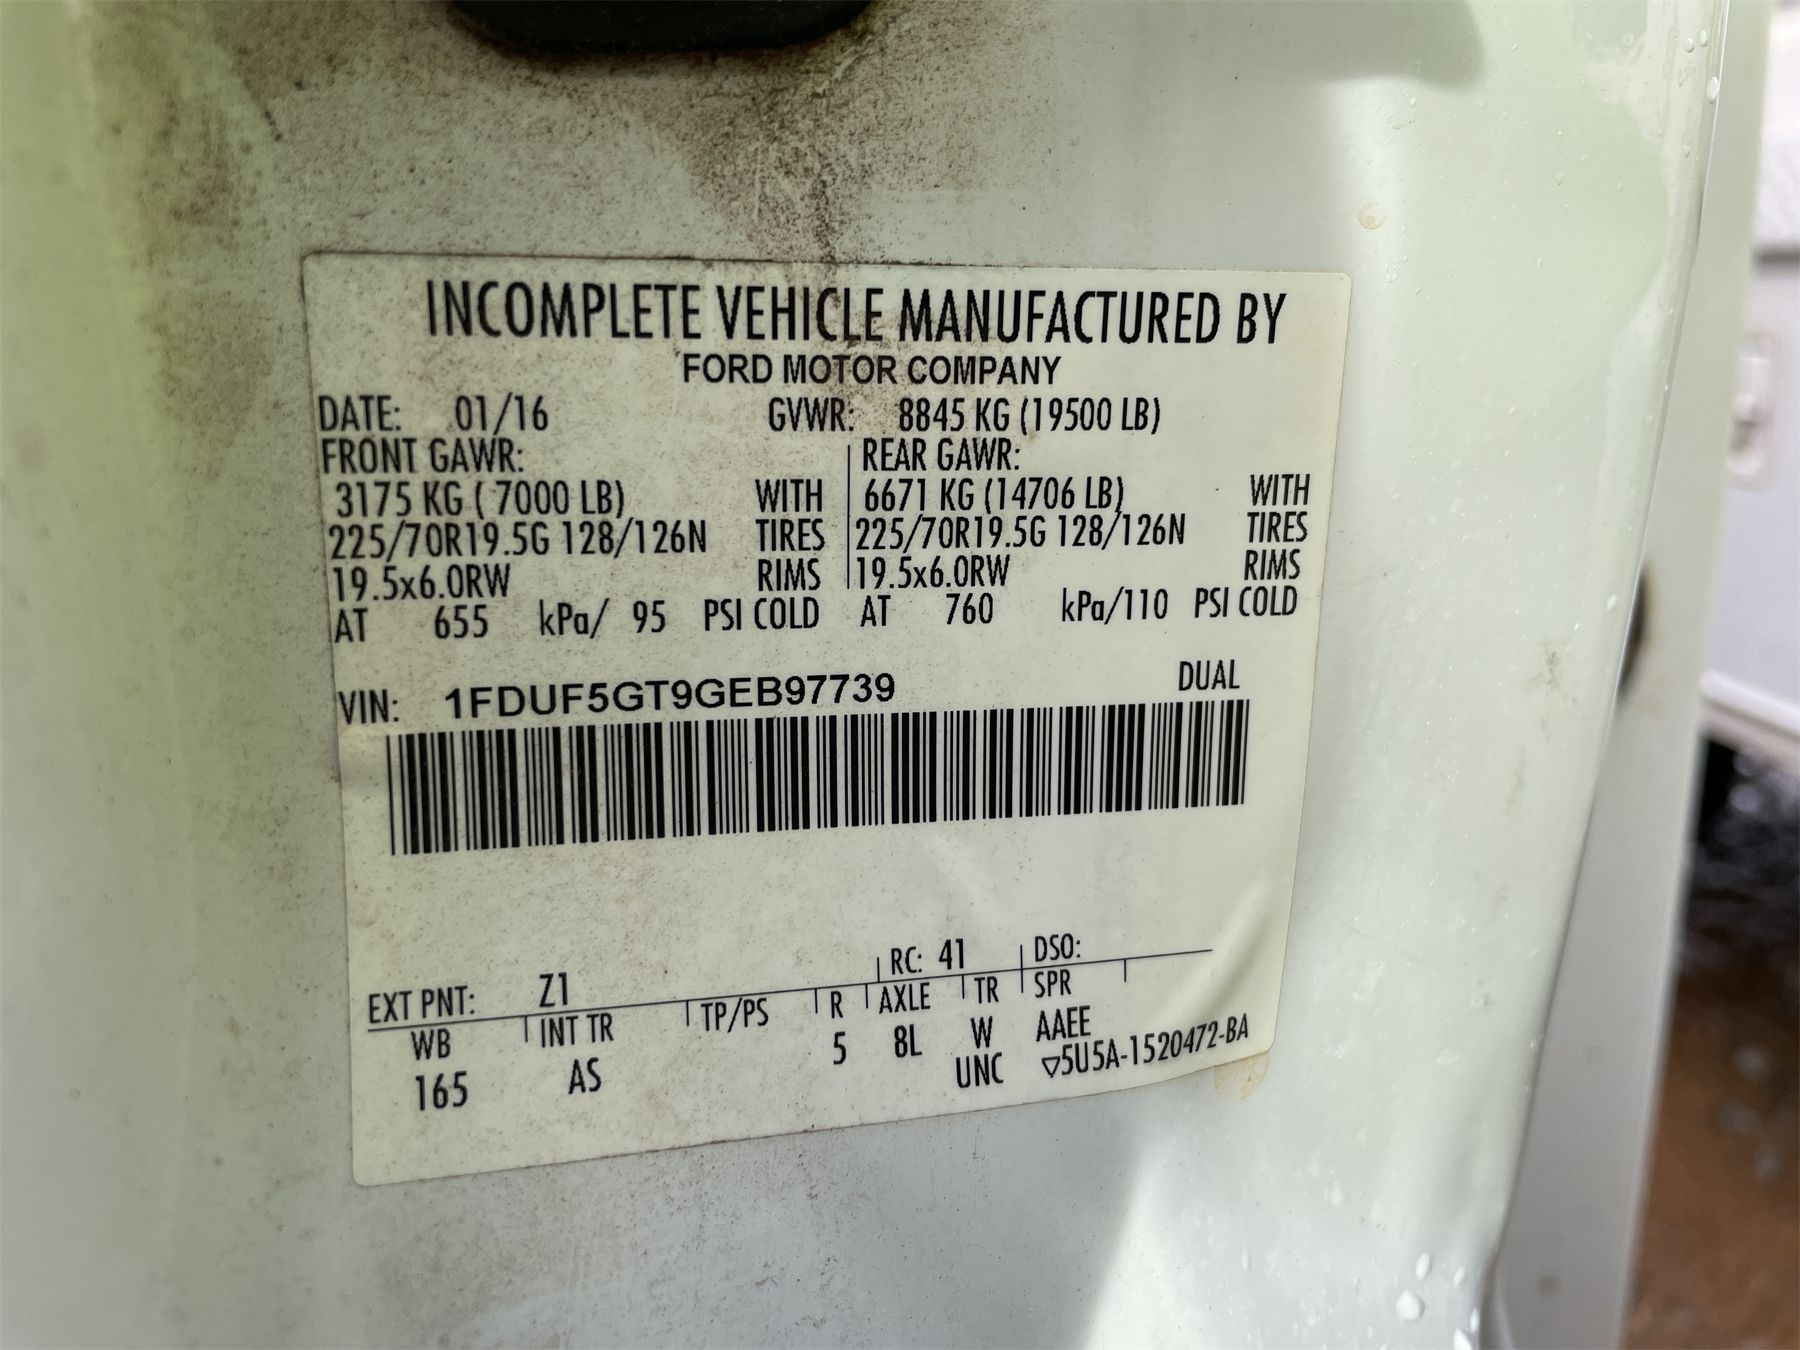 INCOMPLETE VEHICLE MANUFACTURED BY
FORD MOTOR COMPANY
DATE: 01/16 GVWR: 8845 KG (19500 LB)
FRONT GAWR: REAR GAWR:
3175 KG ( 7000 LB) WITH 6671 KG (14706 LB) WITH
225/70R19.5G 128/126N TIRES 225/70R19.5G 128/126N TIRES
19.5x6.0RW RIMS 19.5x6.0RW RIMS
AT 655 kPa/ 95 PSI COLD AT 760 kPa/110 PSI COLD
VIN: 1FDUF5GT9GEB97739 DUAL
EXT PNT: Z1 RC: 41 DSO:
WB INT TR TP/PS R AXLE TR SPR
165 AS 5 8L W AAEE
UNC ▽5U5A-1520472-BA